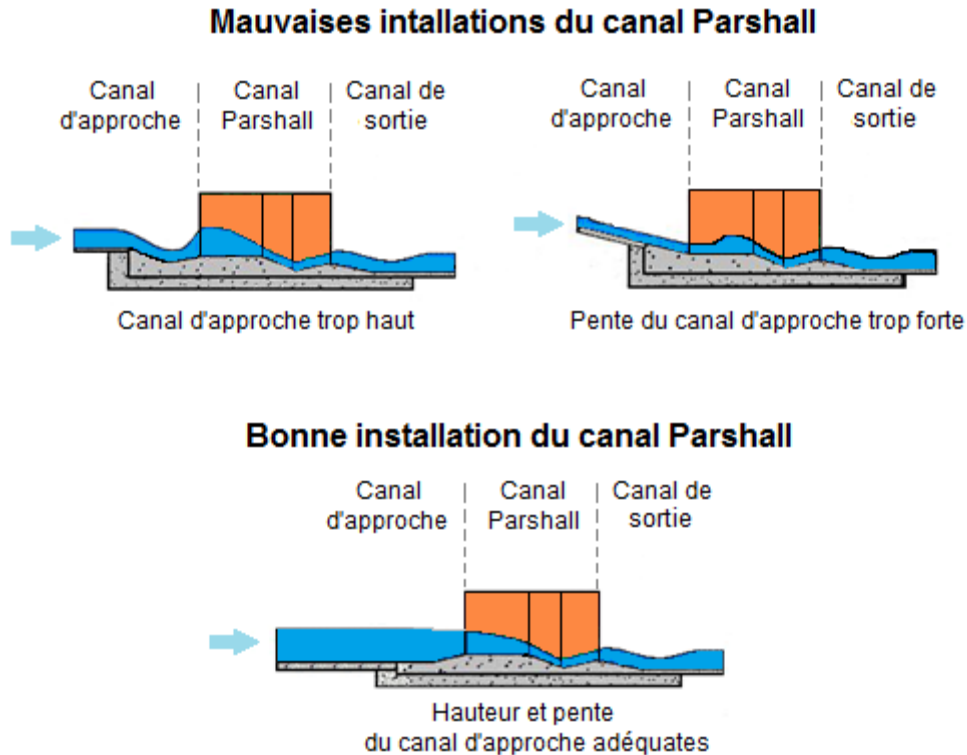 Mauvaises intallations du canal Parshall
Canal d'approche
Canal Parshall
Canal de sortie
Canal d'approche
Canal Parshall
Canal de sortie
Canal d'approche trop haut
Pente du canal d'approche trop forte
Bonne installation du canal Parshall
Canal d'approche
Canal Parshall
Canal de sortie
Hauteur et pente
du canal d'approche adéquates